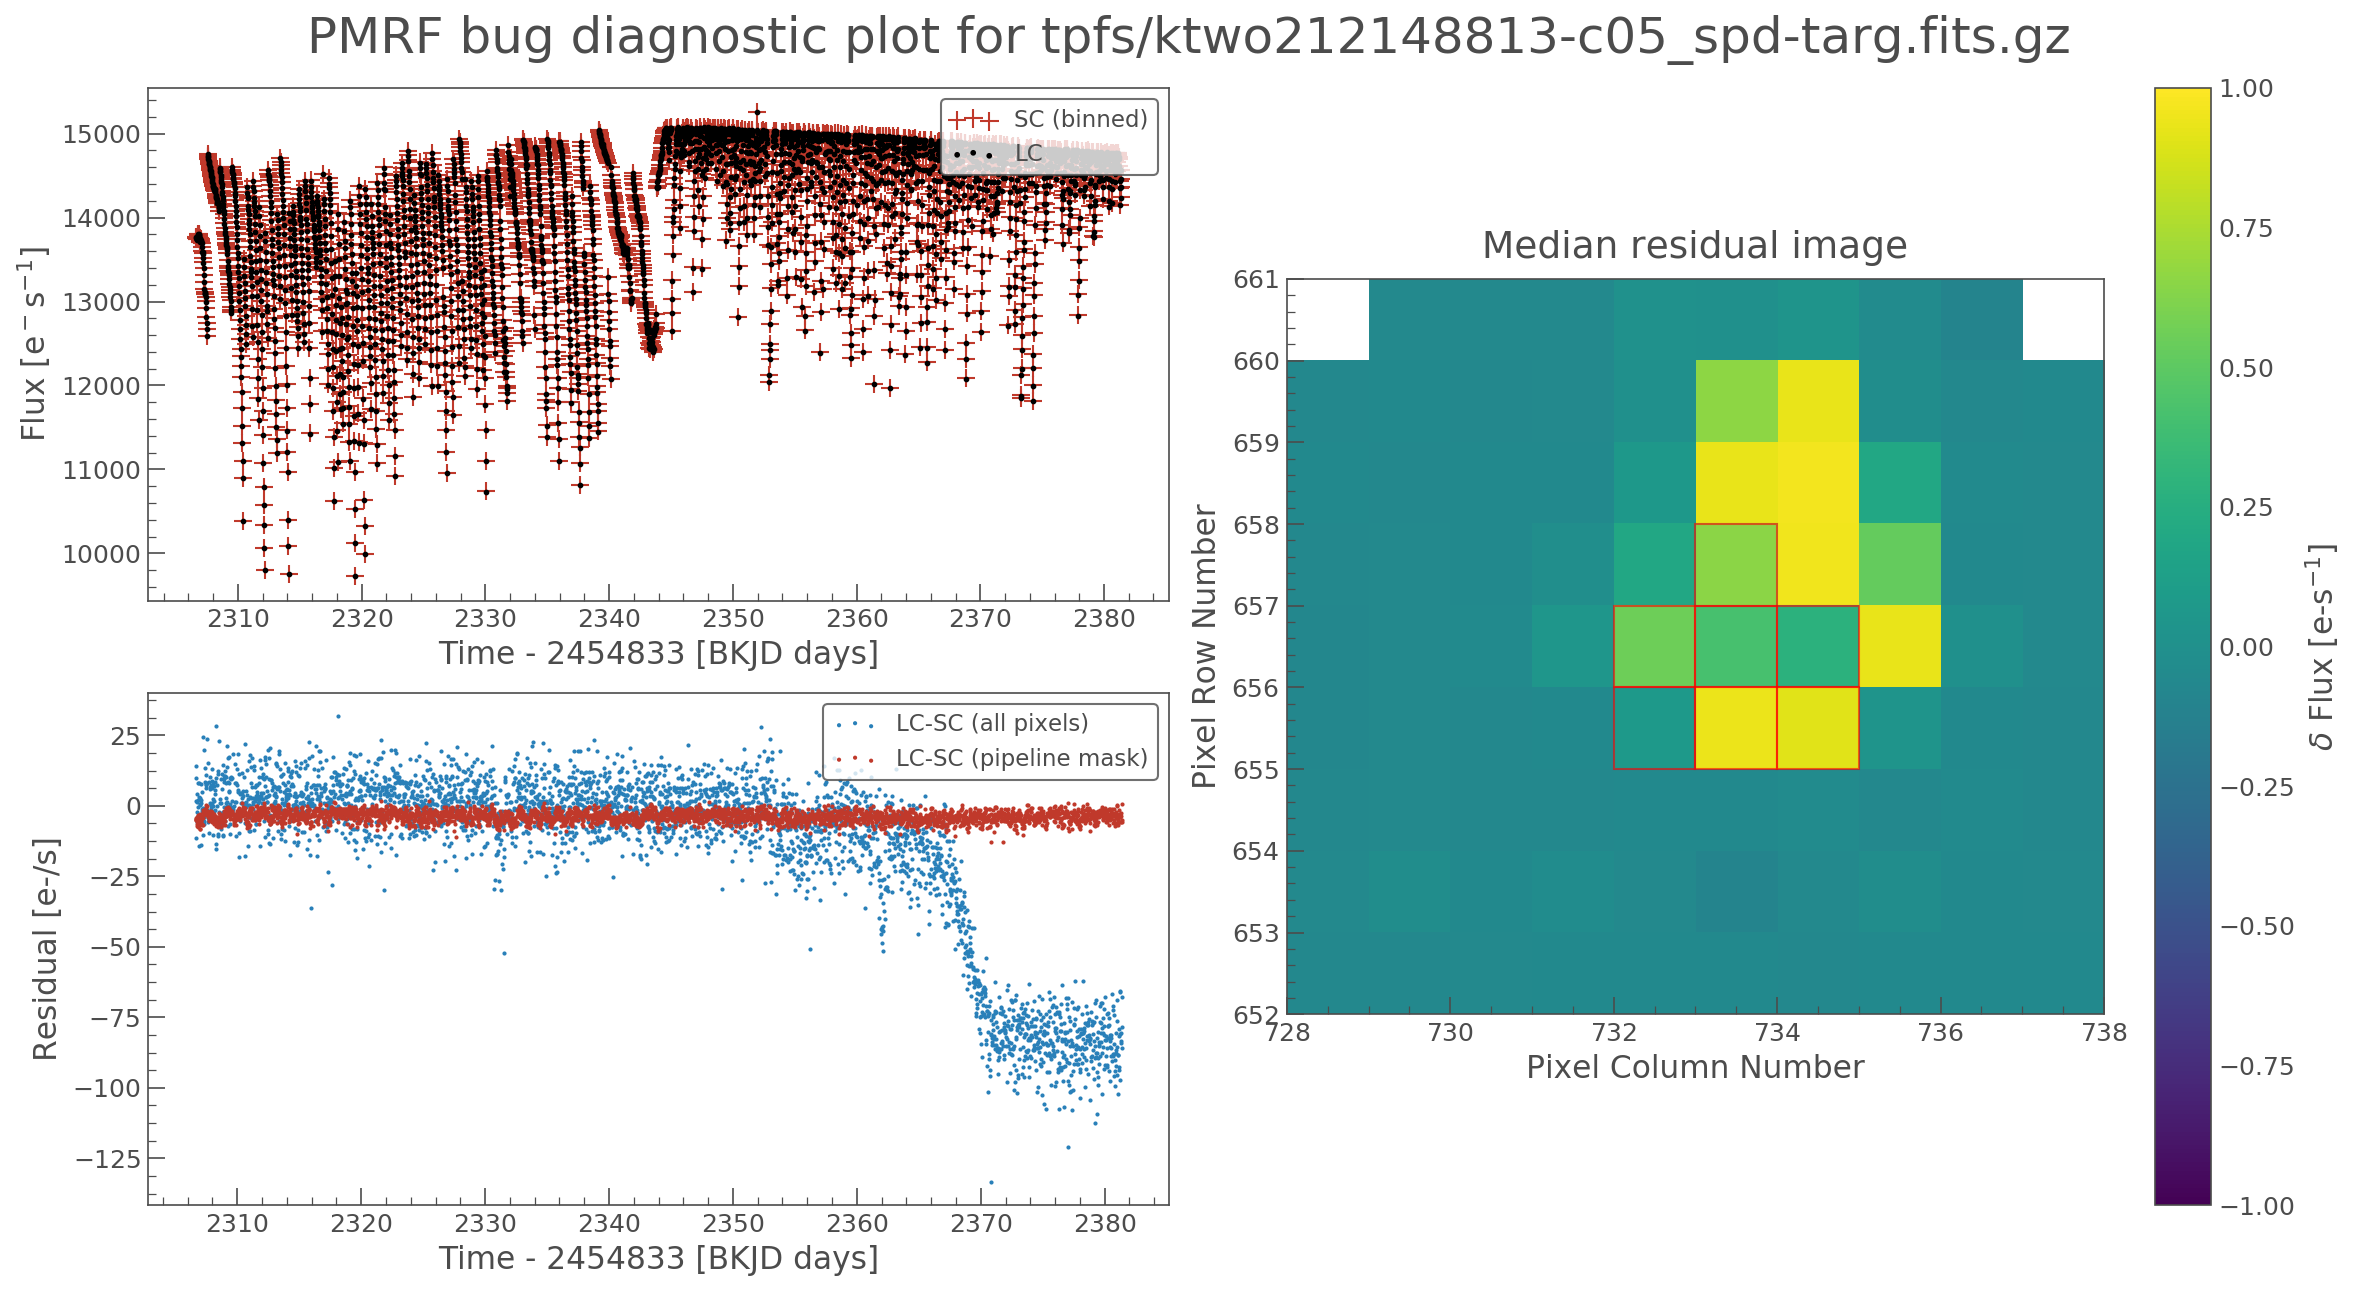 PMRF bug diagnostic plot for tpfs/ktwo212148813-c05_spd-targ.fits.gz
Flux [e⁻ s⁻¹]
15000
14000
13000
12000
11000
10000
SC (binned)
LC
2310 2320 2330 2340 2350 2360 2370 2380
Time - 2454833 [BKJD days]
Residual [e-/s]
25
0
−25
−50
−75
−100
−125
LC-SC (all pixels)
LC-SC (pipeline mask)
2310 2320 2330 2340 2350 2360 2370 2380
Time - 2454833 [BKJD days]
Median residual image
Pixel Row Number
661
660
659
658
657
656
655
654
653
652
728 730 732 734 736 738
Pixel Column Number
1.00
0.75
0.50
0.25
0.00
−0.25
−0.50
−0.75
−1.00
δ Flux [e-s⁻¹]